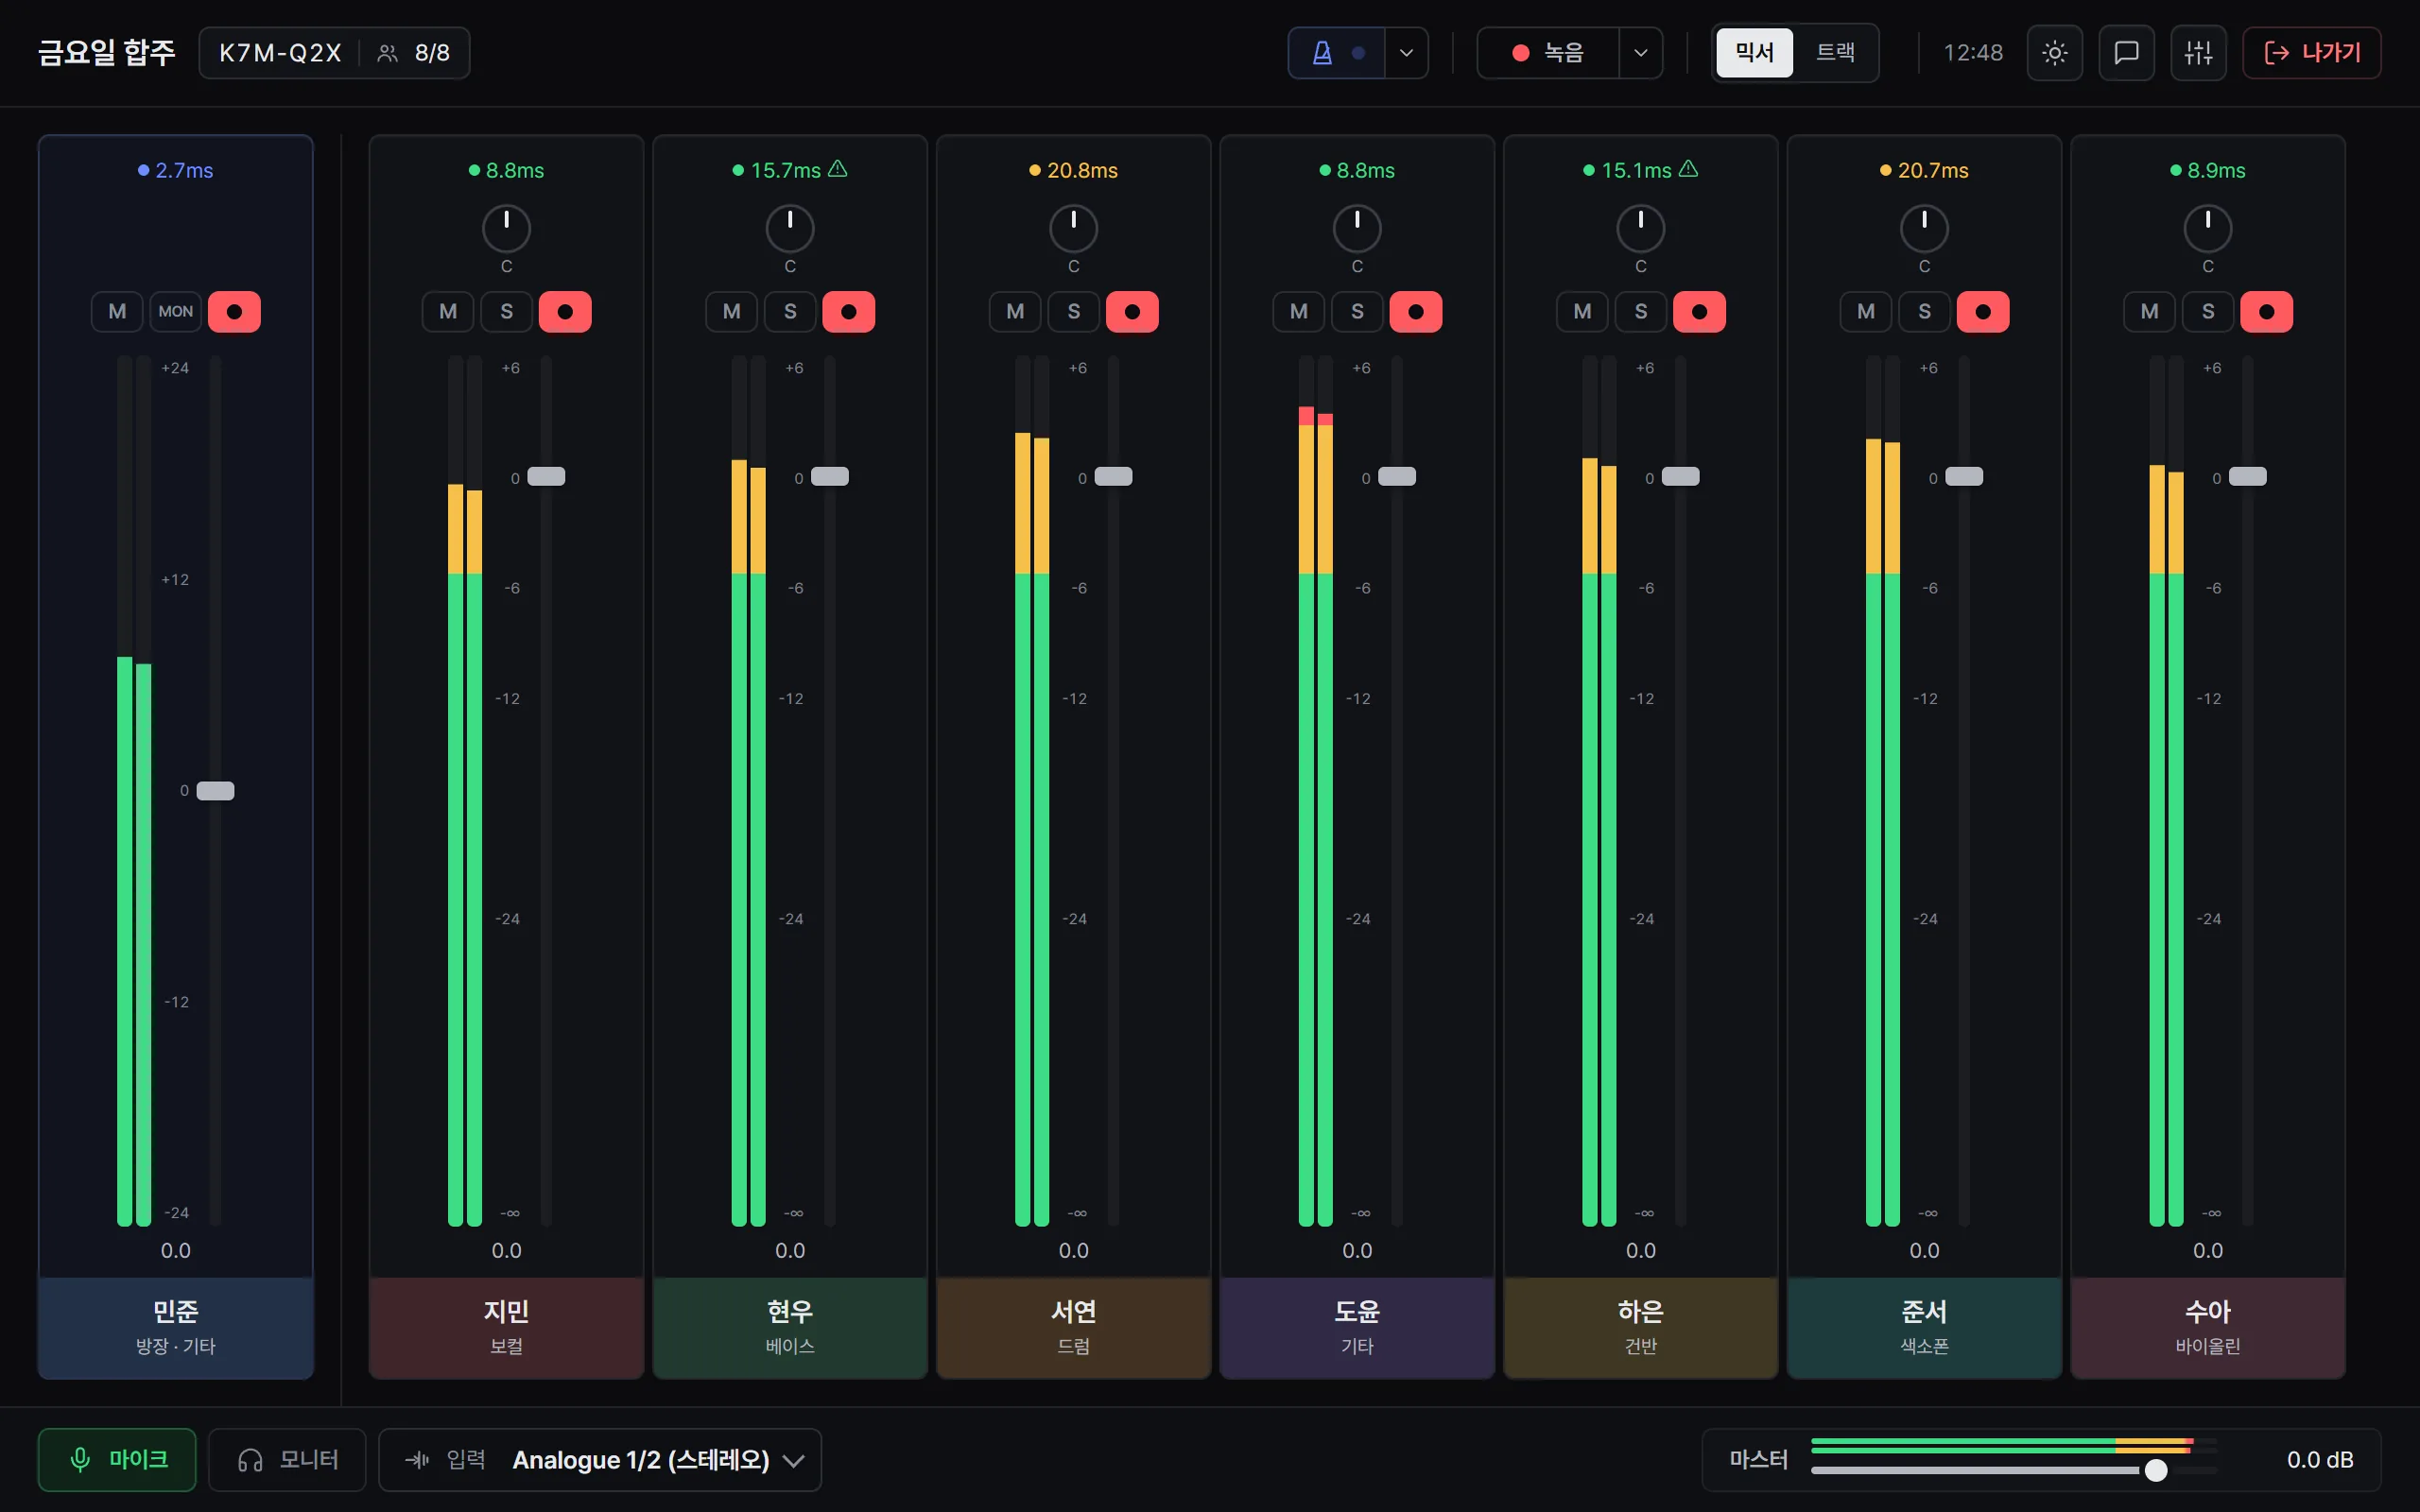 금요일 합주 K7M-Q2X 8/8 녹음 믹서 트랙 12:48 나가기
2.7ms 8.8ms 15.7ms 20.8ms 8.8ms 15.1ms 20.7ms 8.9ms
C C C C C C C
M MON M S M S M S M S M S M S M S
+24 +6 +6 +6 +6 +6 +6 +6
0 0 0 0 0 0 0
+12 -6 -6 -6 -6 -6 -6 -6
-12 -12 -12 -12 -12 -12 -12
0
-24 -24 -24 -24 -24 -24 -24
-12
-24 -∞ -∞ -∞ -∞ -∞ -∞ -∞
0.0 0.0 0.0 0.0 0.0 0.0 0.0 0.0
민준 지민 현우 서연 도윤 하은 준서 수아
방장 · 기타 보컬 베이스 드럼 기타 건반 색소폰 바이올린
마이크 모니터 입력 Analogue 1/2 (스테레오) 마스터 0.0 dB